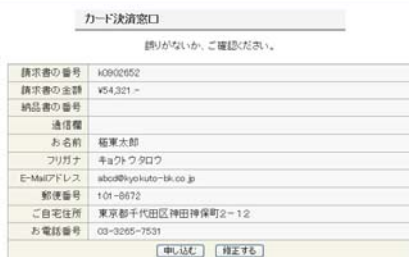 カード決済窓口
誤りがないか、ご確認ください。
請求書の番号 k0902652
請求書の金額 ¥54,321.-
納品書の番号
通信欄
お名前 極東太郎
フリガナ キョクトウタロウ
E-Mailアドレス abcd@kyokuto-bk.co.jp
郵便番号 101-8672
ご自宅住所 東京都千代田区神田神保町2-12
お電話番号 03-3265-7531
申し込む 修正する